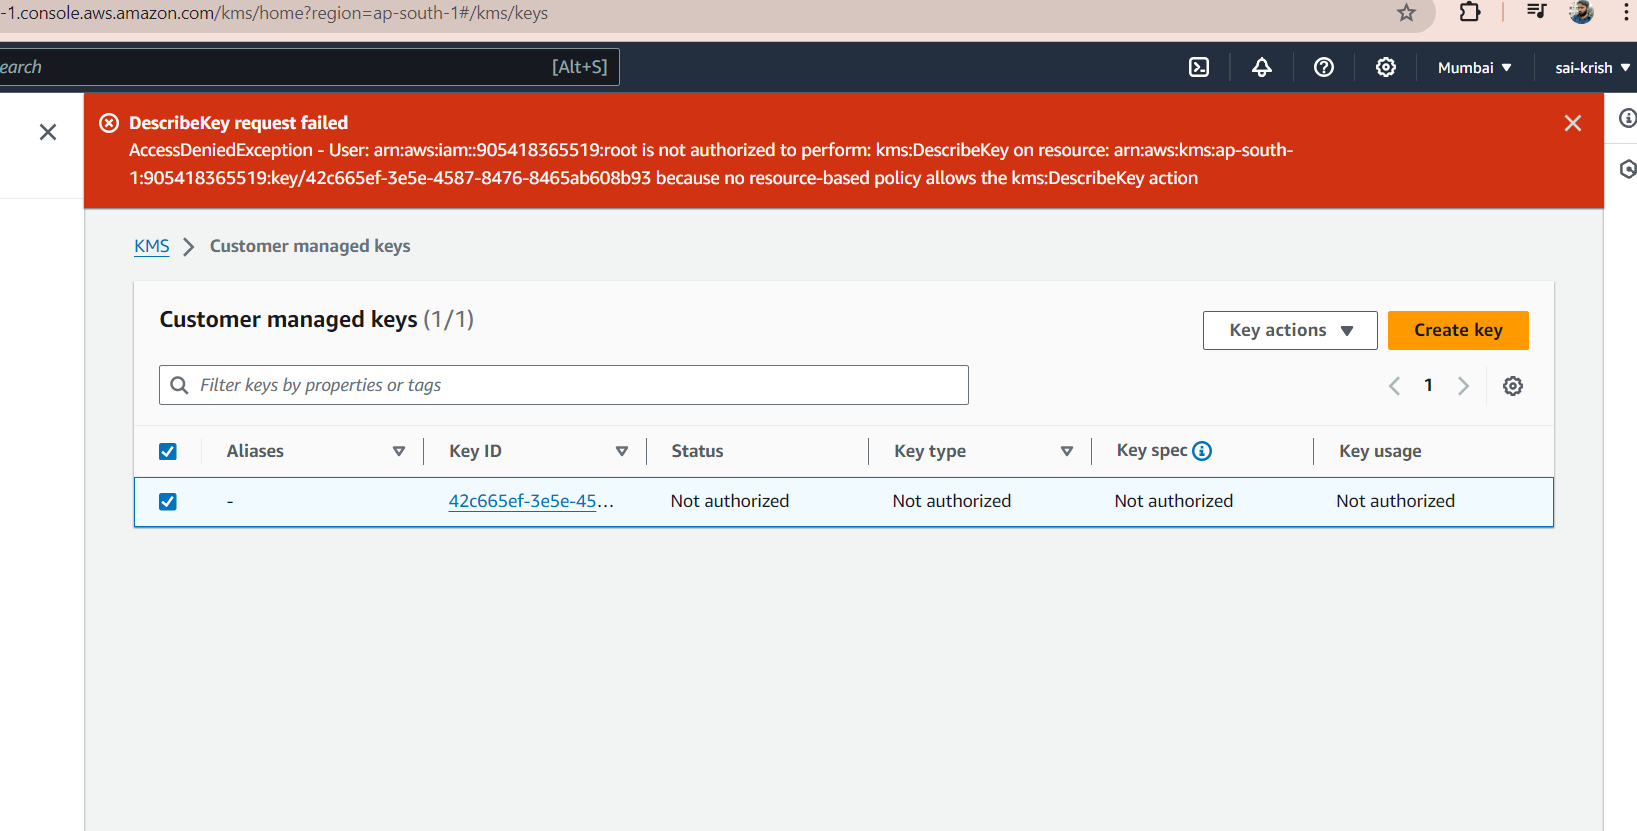 -1.console.aws.amazon.com/kms/home?region=ap-south-1#/kms/keys
earch [Alt+S] Mumbai ▼ sai-krish ▼
DescribeKey request failed
AccessDeniedException - User: arn:aws:iam::905418365519:root is not authorized to perform: kms:DescribeKey on resource: arn:aws:kms:ap-south-
1:905418365519:key/42c665ef-3e5e-4587-8476-8465ab608b93 because no resource-based policy allows the kms:DescribeKey action
KMS > Customer managed keys
Customer managed keys (1/1)
Key actions ▼ Create key
Filter keys by properties or tags
1
Aliases Key ID Status Key type Key spec Key usage
- 42c665ef-3e5e-45... Not authorized Not authorized Not authorized Not authorized